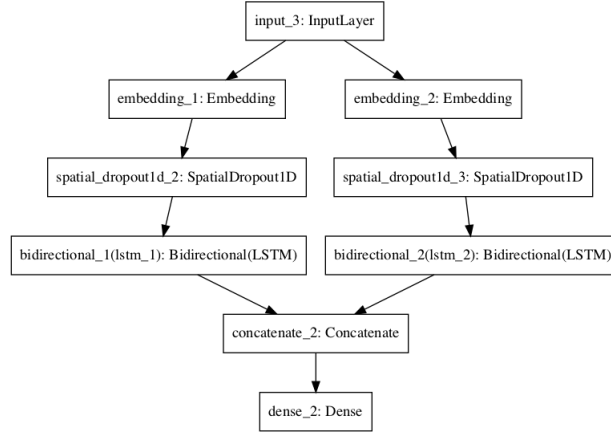 input_3: InputLayer
embedding_1: Embedding
embedding_2: Embedding
spatial_dropout1d_2: SpatialDropout1D
spatial_dropout1d_3: SpatialDropout1D
bidirectional_1(lstm_1): Bidirectional(LSTM)
bidirectional_2(lstm_2): Bidirectional(LSTM)
concatenate_2: Concatenate
dense_2: Dense